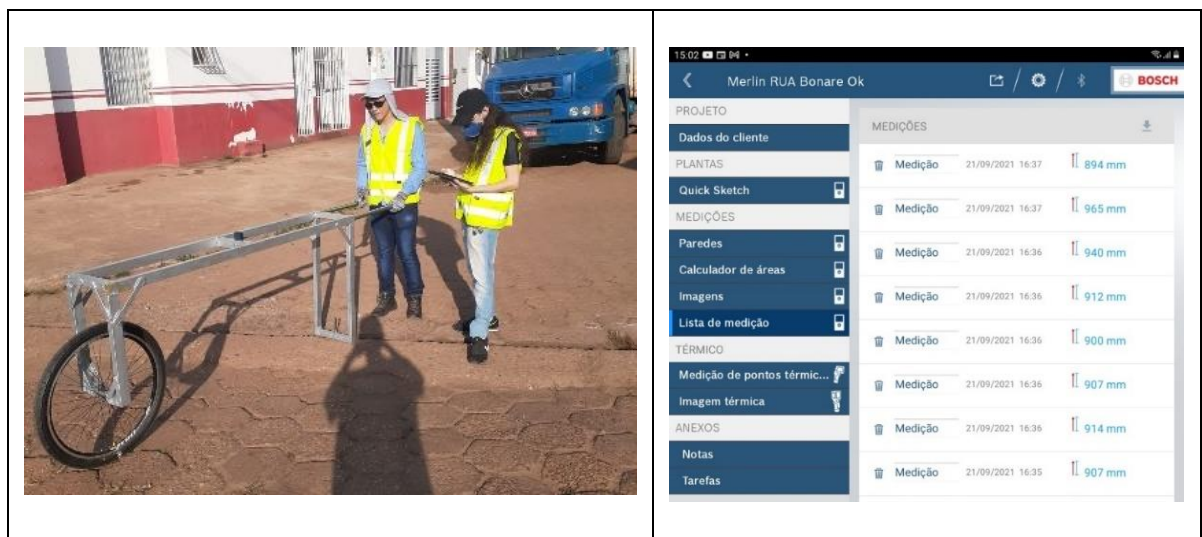 15:02
Merlin RUA Bonare Ok
BOSCH
PROJETO
Dados do cliente
PLANTAS
Quick Sketch
MEDIÇÕES
Paredes
Calculador de áreas
Imagens
Lista de medição
TÉRMICO
Medição de pontos térmic...
Imagem térmica
ANEXOS
Notas
Tarefas
MEDIÇÕES
Medição 21/09/2021 16:37 894 mm
Medição 21/09/2021 16:37 965 mm
Medição 21/09/2021 16:36 940 mm
Medição 21/09/2021 16:36 912 mm
Medição 21/09/2021 16:36 900 mm
Medição 21/09/2021 16:36 907 mm
Medição 21/09/2021 16:36 914 mm
Medição 21/09/2021 16:35 907 mm